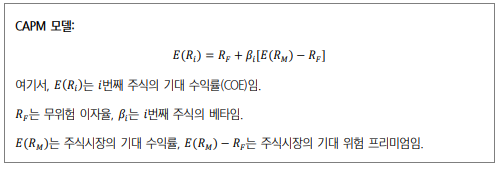 CAPM 모델:
E(R_i) = R_F + β_i[E(R_M) − R_F]
여기서, E(R_i)는 i번째 주식의 기대 수익률(COE)임.
R_F는 무위험 이자율, β_i는 i번째 주식의 베타임.
E(R_M)는 주식시장의 기대 수익률, E(R_M) − R_F는 주식시장의 기대 위험 프리미엄임.